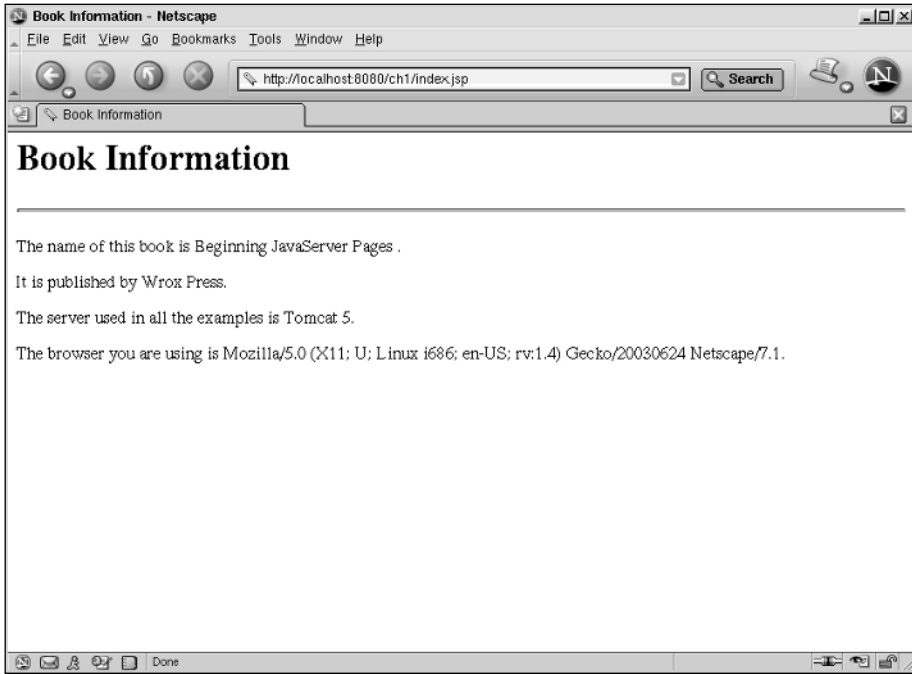 Book Information - Netscape
File Edit View Go Bookmarks Tools Window Help
http://localhost:8080/ch1/index.jsp
Search
N
Book Information
Book Information
The name of this book is Beginning JavaServer Pages .
It is published by Wrox Press.
The server used in all the examples is Tomcat 5.
The browser you are using is Mozilla/5.0 (X11; U; Linux i686; en-US; rv:1.4) Gecko/20030624 Netscape/7.1.
Done